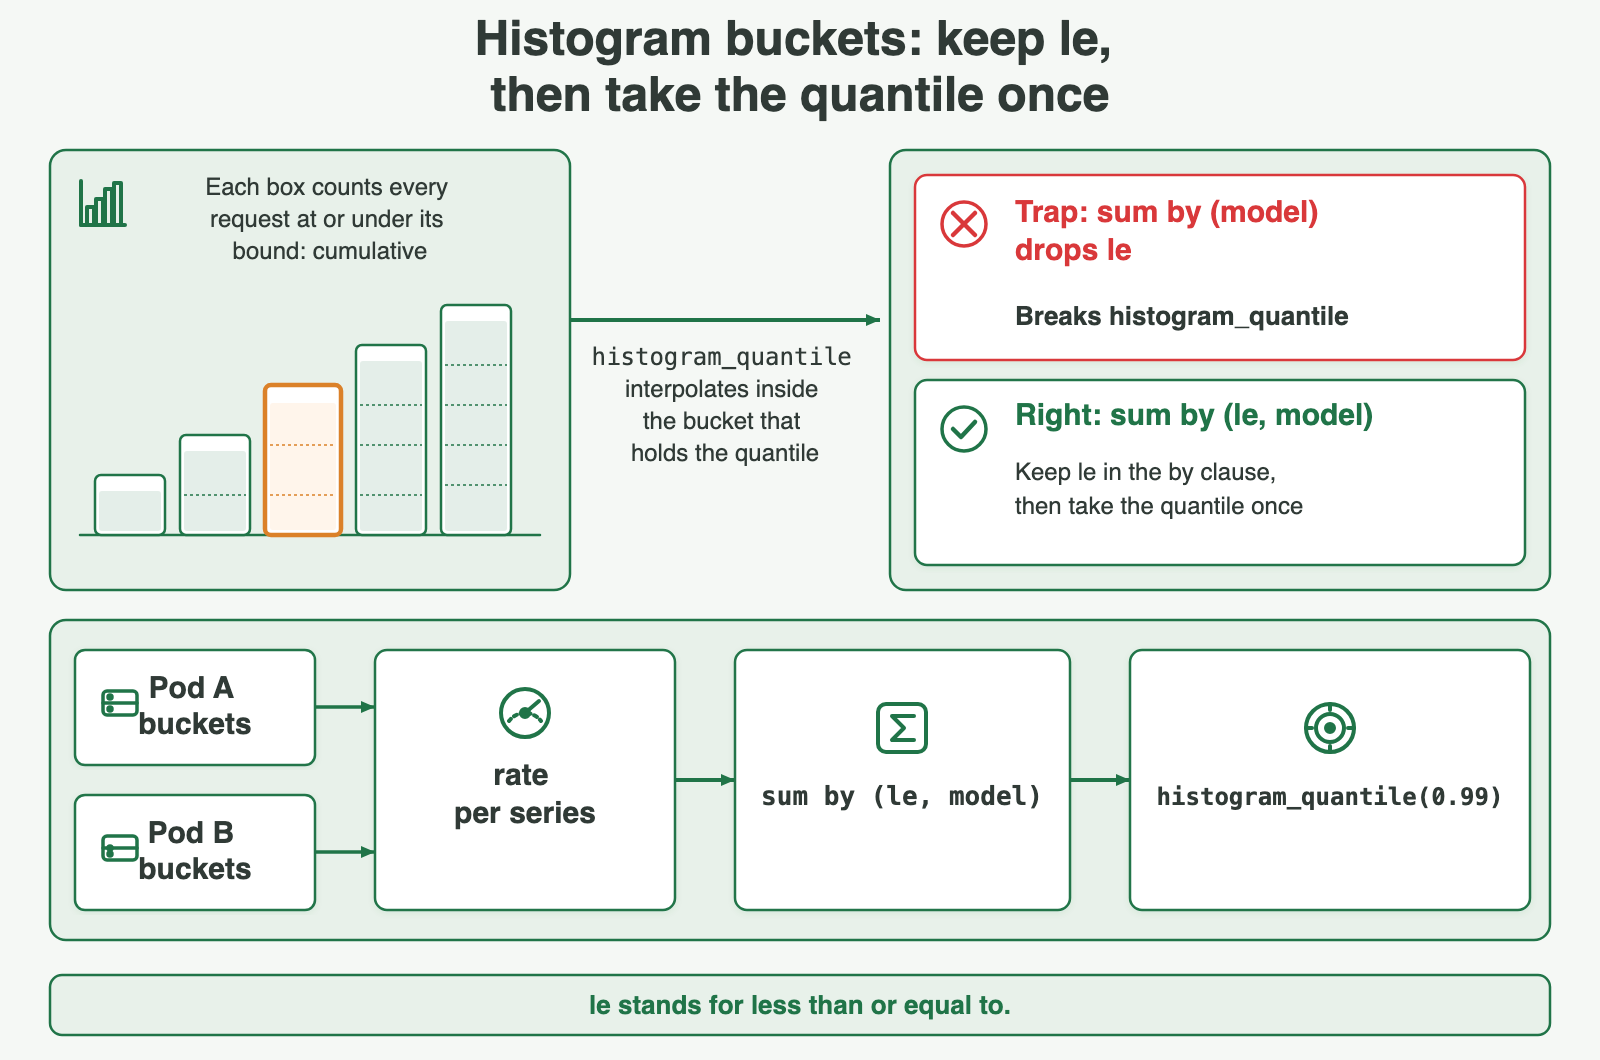 Histogram buckets: keep le,
then take the quantile once
Each box counts every
request at or under its
bound: cumulative
histogram_quantile
interpolates inside
the bucket that
holds the quantile
Trap: sum by (model)
drops le
Breaks histogram_quantile
Right: sum by (le, model)
Keep le in the by clause,
then take the quantile once
Pod A
buckets
Pod B
buckets
rate
per series
sum by (le, model)
histogram_quantile(0.99)
le stands for less than or equal to.